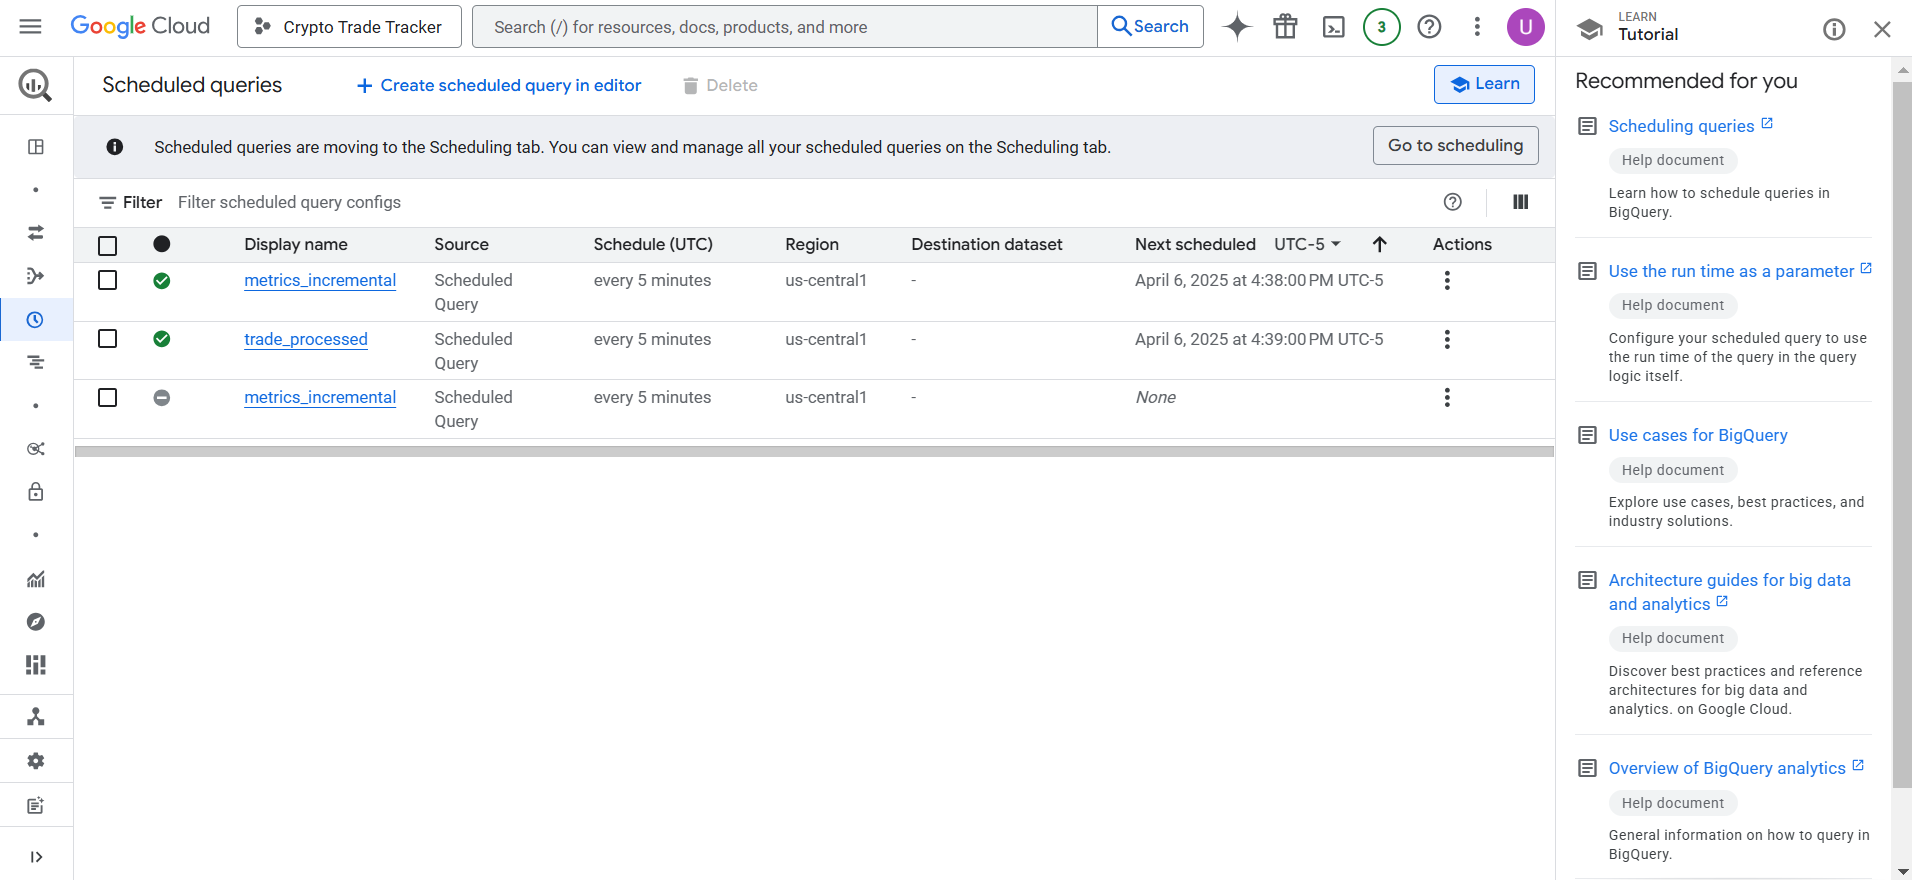 Google Cloud
Crypto Trade Tracker
Search (/) for resources, docs, products, and more
Search
3
U
LEARN
Tutorial
Scheduled queries
Create scheduled query in editor
Delete
Learn
Scheduled queries are moving to the Scheduling tab. You can view and manage all your scheduled queries on the Scheduling tab.
Go to scheduling
Filter
Filter scheduled query configs
Display name Source Schedule (UTC) Region Destination dataset Next scheduled UTC-5 Actions
metrics_incremental Scheduled every 5 minutes us-central1 - April 6, 2025 at 4:38:00 PM UTC-5
Query
trade_processed Scheduled every 5 minutes us-central1 - April 6, 2025 at 4:39:00 PM UTC-5
Query
metrics_incremental Scheduled every 5 minutes us-central1 - None
Query
Recommended for you
Scheduling queries
Help document
Learn how to schedule queries in
BigQuery.
Use the run time as a parameter
Help document
Configure your scheduled query to use
the run time of the query in the query
logic itself.
Use cases for BigQuery
Help document
Explore use cases, best practices, and
industry solutions.
Architecture guides for big data
and analytics
Help document
Discover best practices and reference
architectures for big data and
analytics. on Google Cloud.
Overview of BigQuery analytics
Help document
General information on how to query in
BigQuery.